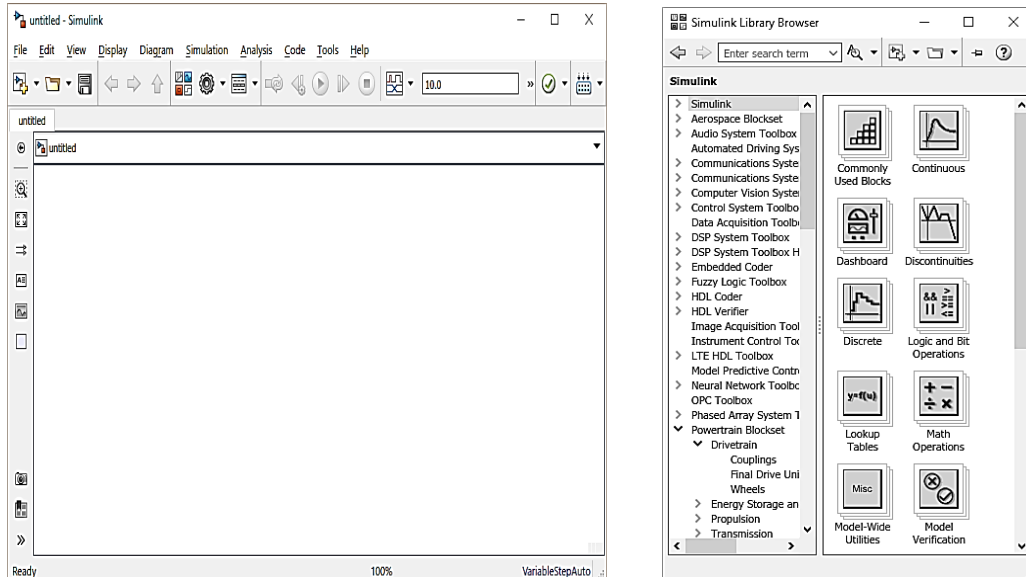 untitled - Simulink
File Edit View Display Diagram Simulation Analysis Code Tools Help
10.0
»
untitled
untitled
»
Ready 100% VariableStepAuto
Simulink Library Browser
Enter search term
Simulink
Simulink
Aerospace Blockset
Audio System Toolbox
Automated Driving Sys
Communications Syste
Communications Syste
Computer Vision Syste
Control System Toolbo
Data Acquisition Toolb
DSP System Toolbox
DSP System Toolbox H
Embedded Coder
Fuzzy Logic Toolbox
HDL Coder
HDL Verifier
Image Acquisition Tool
Instrument Control Too
LTE HDL Toolbox
Model Predictive Contr
Neural Network Toolbo
OPC Toolbox
Phased Array System T
Powertrain Blockset
Drivetrain
Couplings
Final Drive Uni
Wheels
Energy Storage an
Propulsion
Transmission
Commonly
Used Blocks
Continuous
Dashboard
Discontinuities
Discrete
&& >=
|| <=
Logic and Bit
Operations
y=f(u)
Lookup
Tables
+ −
÷ ×
Math
Operations
Misc
Model-Wide
Utilities
Model
Verification